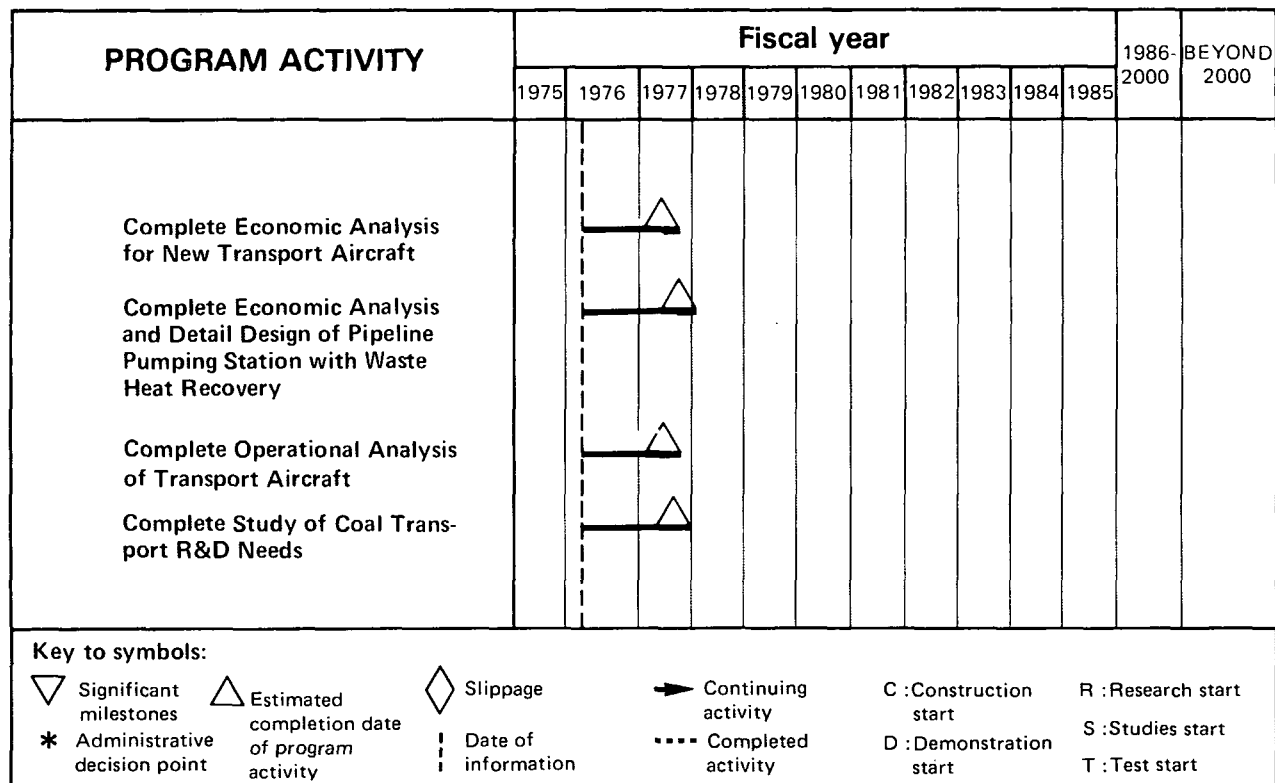 PROGRAM ACTIVITY
Fiscal year
1986-
2000
BEYOND
2000
1975 1976 1977 1978 1979 1980 1981 1982 1983 1984 1985
Complete Economic Analysis
for New Transport Aircraft
Complete Economic Analysis
and Detail Design of Pipeline
Pumping Station with Waste
Heat Recovery
Complete Operational Analysis
of Transport Aircraft
Complete Study of Coal Trans-
port R&D Needs
Key to symbols:
Significant
milestones
* Administrative
decision point
Estimated
completion date
of program
activity
Slippage
Date of
information
Continuing
activity
Completed
activity
C :Construction
start
D :Demonstration
start
R :Research start
S :Studies start
T :Test start